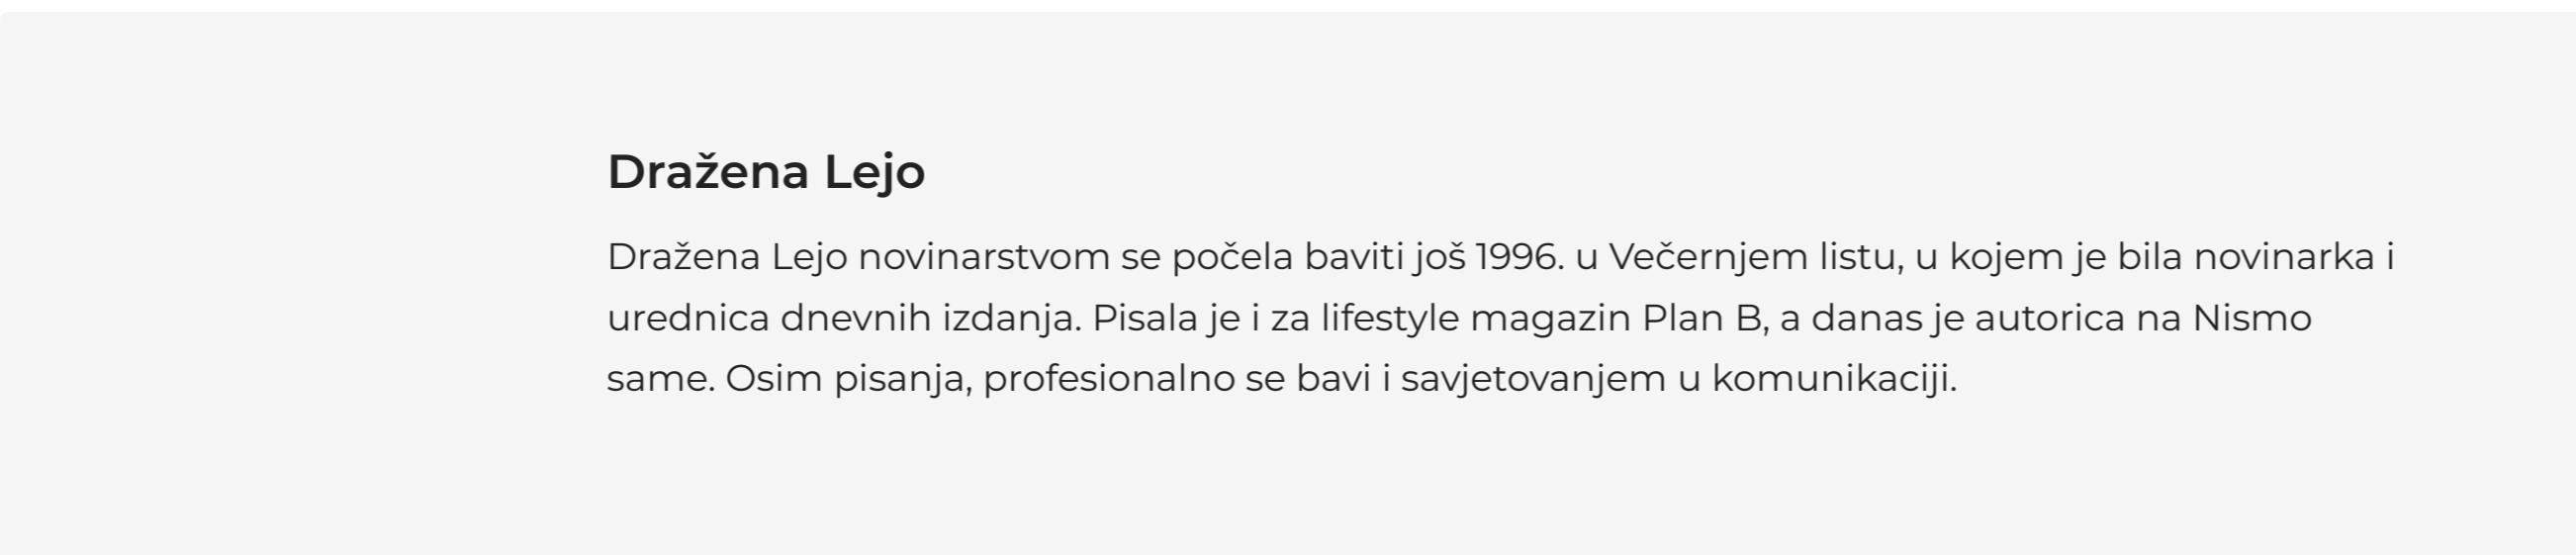 Dražena Lejo
Dražena Lejo novinarstvom se počela baviti još 1996. u Večernjem listu, u kojem je bila novinarka i
urednica dnevnih izdanja. Pisala je i za lifestyle magazin Plan B, a danas je autorica na Nismo
same. Osim pisanja, profesionalno se bavi i savjetovanjem u komunikaciji.